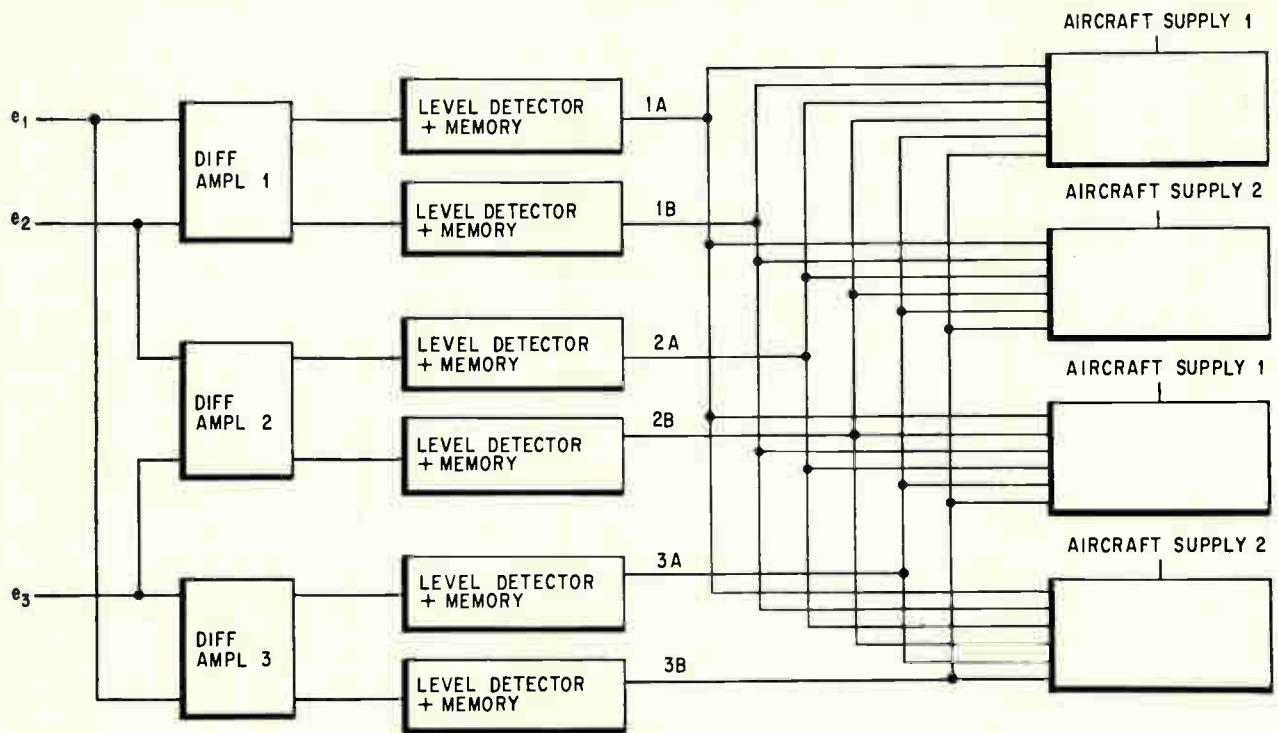 AIRCRAFT SUPPLY 1
e1
DIFF
AMPL 1
LEVEL DETECTOR
+ MEMORY
1A
e2
LEVEL DETECTOR
+ MEMORY
1B
AIRCRAFT SUPPLY 2
DIFF
AMPL 2
LEVEL DETECTOR
+ MEMORY
2A
LEVEL DETECTOR
+ MEMORY
2B
AIRCRAFT SUPPLY 1
e3
DIFF
AMPL 3
LEVEL DETECTOR
+ MEMORY
3A
LEVEL DETECTOR
+ MEMORY
3B
AIRCRAFT SUPPLY 2